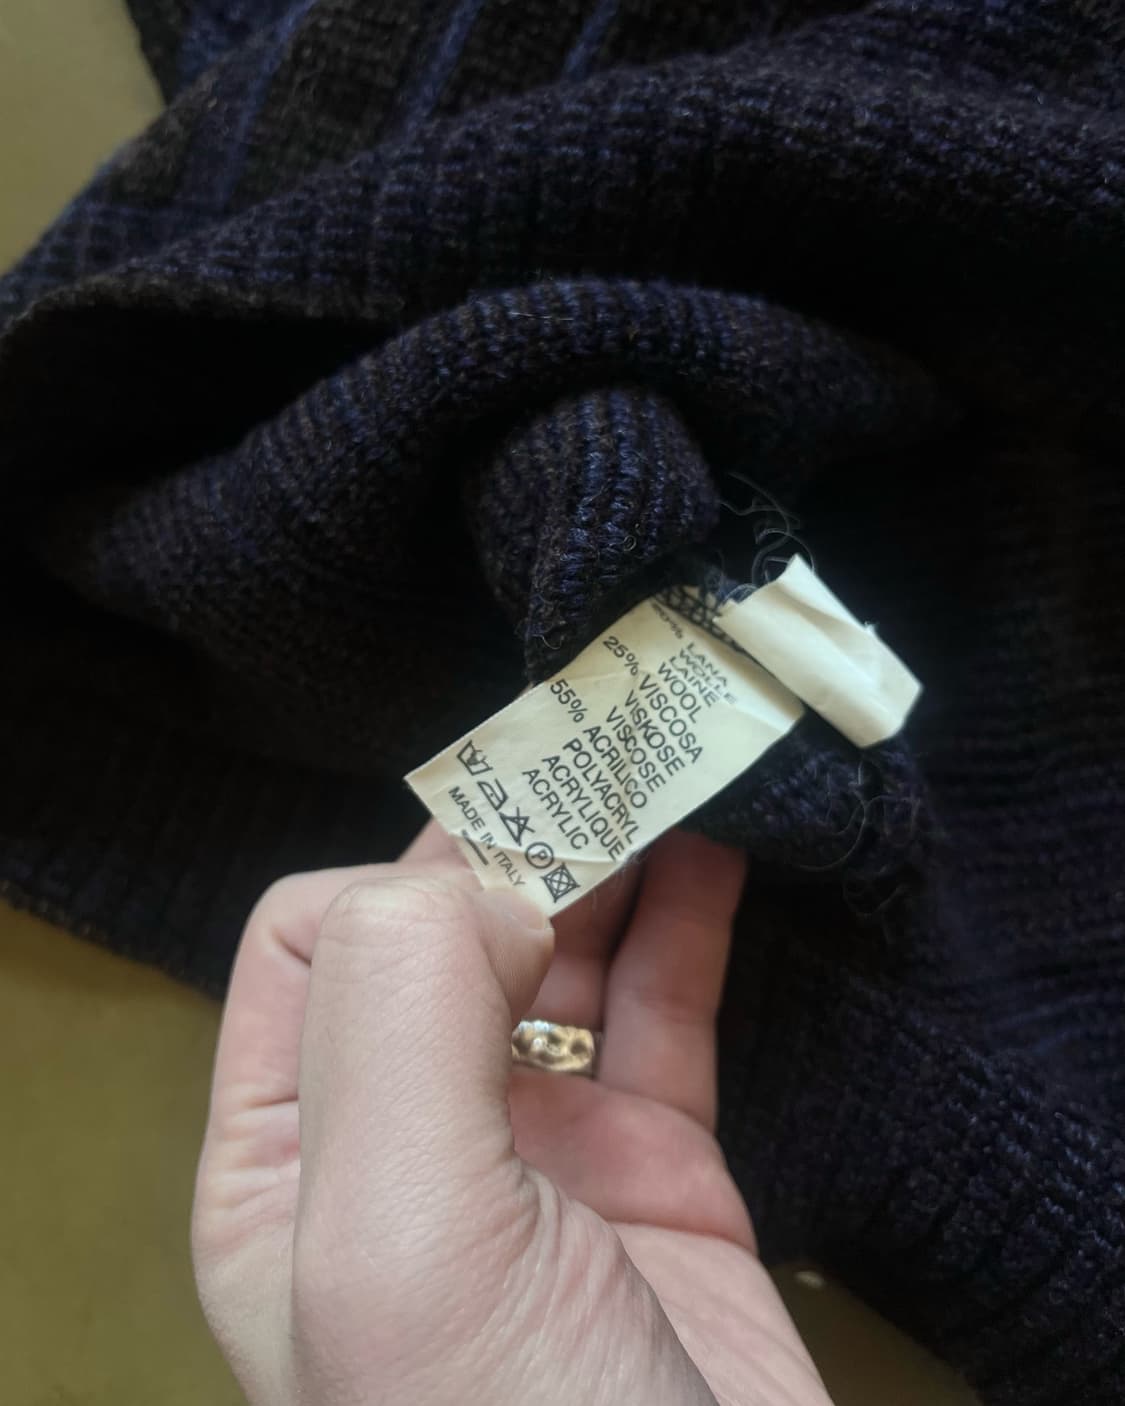 LANA
WOLLE
LAINE
WOOL
25% VISCOSA
VISKOSE
VISCOSE
55% ACRILICO
POLYACRYL
ACRYLIQUE
ACRYLIC
P
MADE IN ITALY